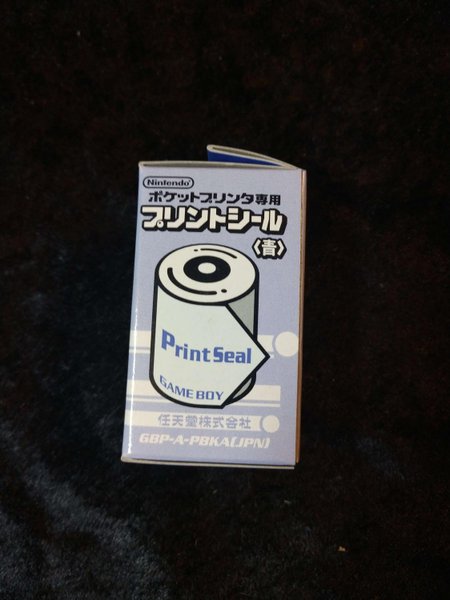 Nintendo
ポケットプリンタ専用
プリントシール
〈青〉
Print Seal
GAME BOY
任天堂株式会社
GBP-A-PBKA(JPN)